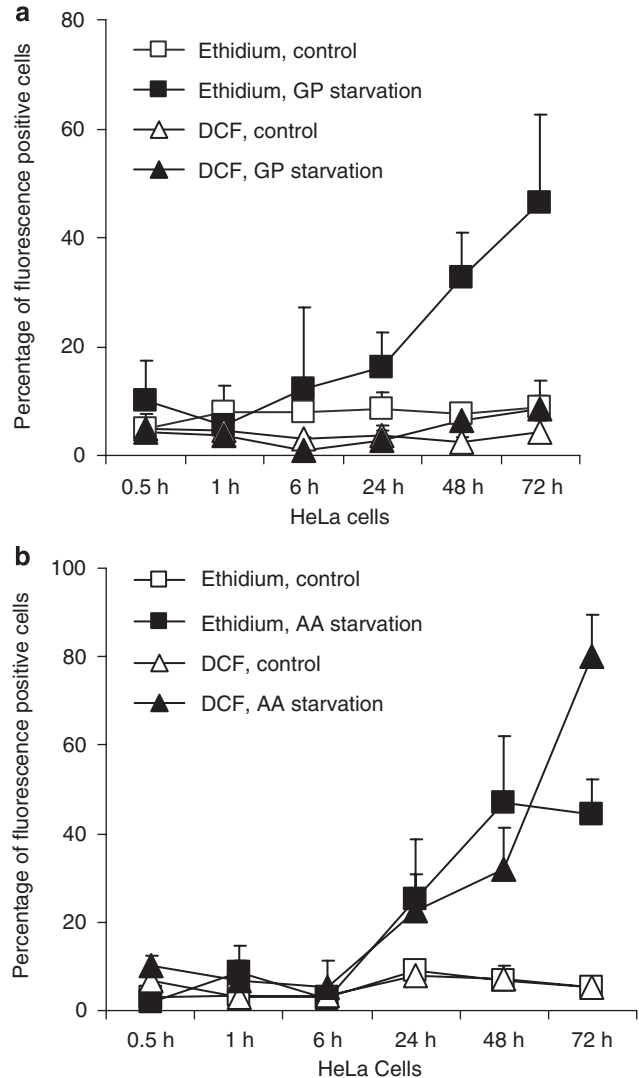 a
80
60
40
20
0
Percentage of fluorescence positive cells
Ethidium, control
Ethidium, GP starvation
DCF, control
DCF, GP starvation
0.5 h 1 h 6 h 24 h 48 h 72 h
HeLa cells
b
100
80
60
40
20
0
Percentage of fluorescence positive cells
Ethidium, control
Ethidium, AA starvation
DCF, control
DCF, AA starvation
0.5 h 1 h 6 h 24 h 48 h 72 h
HeLa Cells